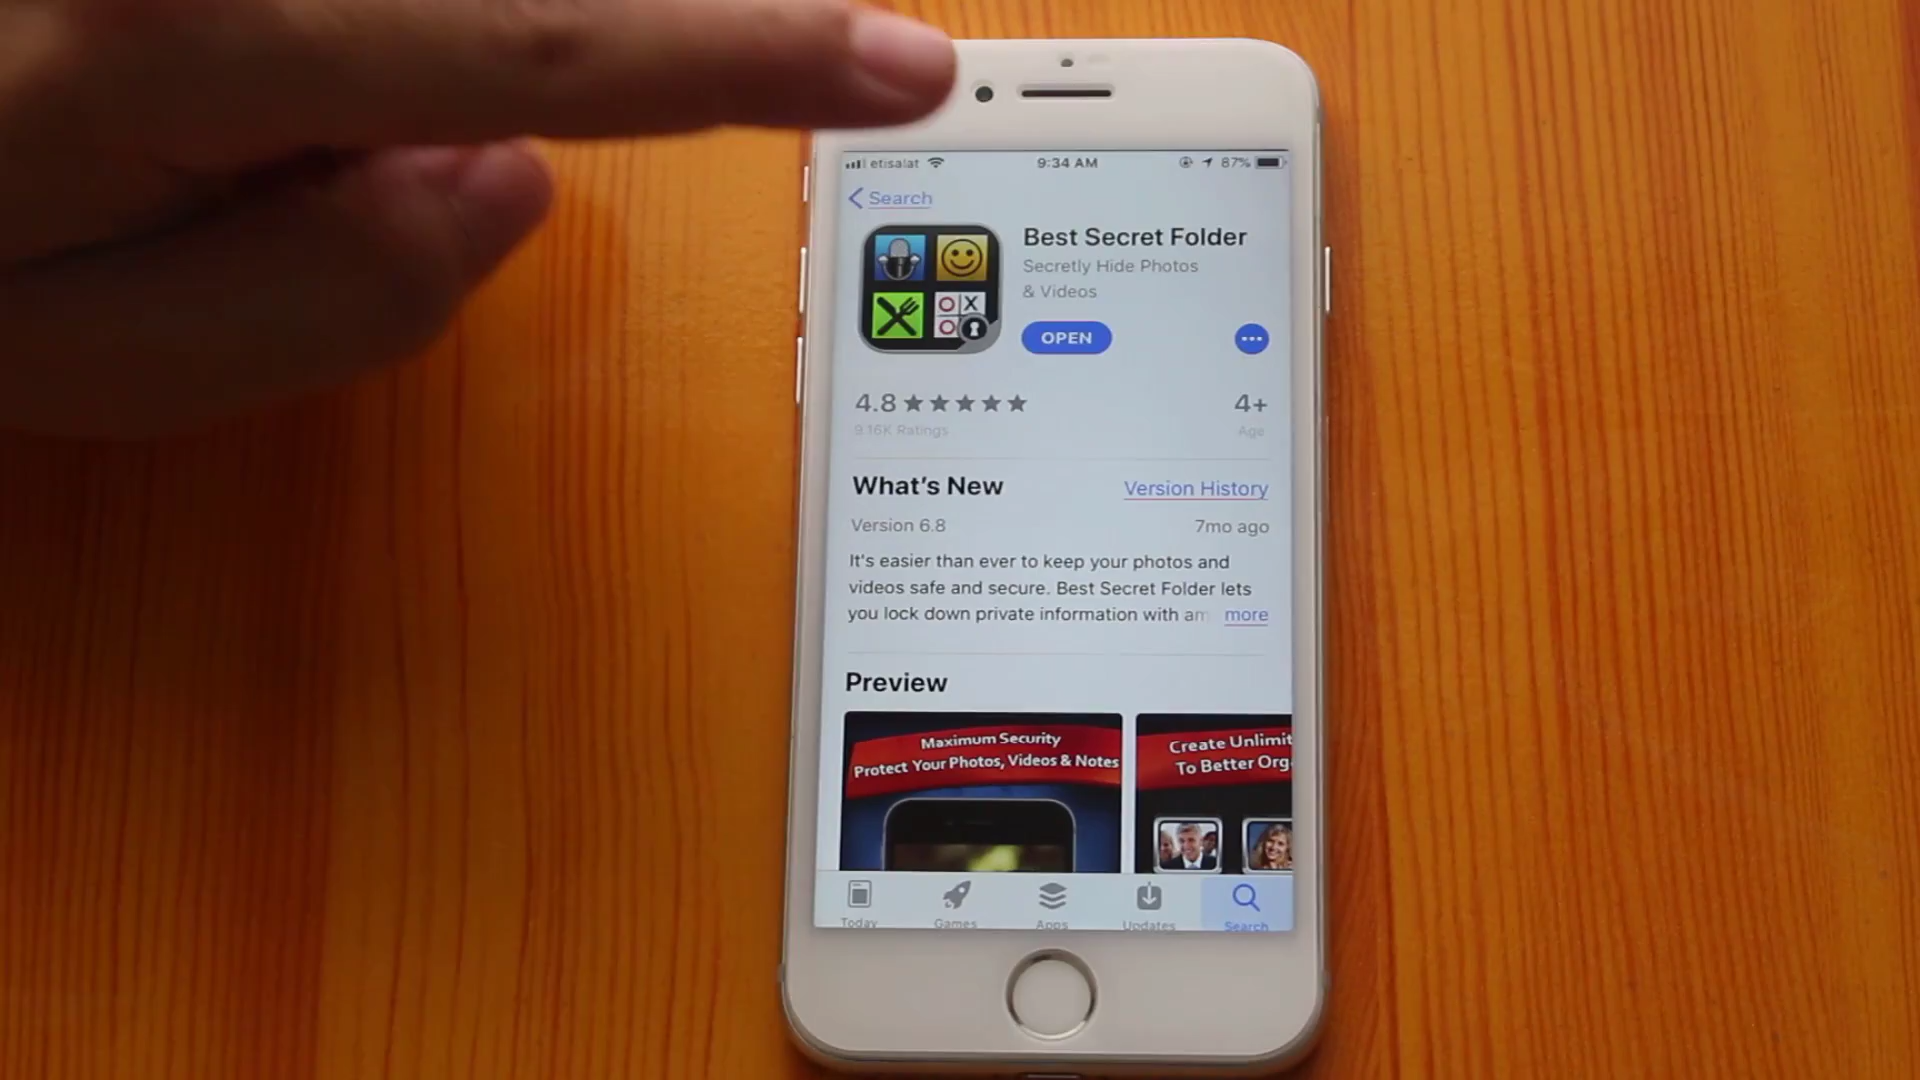 etisalat 9:34 AM 87%
Search
Best Secret Folder
Secretly Hide Photos
& Videos
OPEN
4.8 4+
9.16K Ratings Age
What's New Version History
Version 6.8 7mo ago
It's easier than ever to keep your photos and
videos safe and secure. Best Secret Folder lets
you lock down private information with am more
Preview
Maximum Security
Protect Your Photos, Videos & Notes
Create Unlimit
To Better Org
Today Games Apps Updates Search